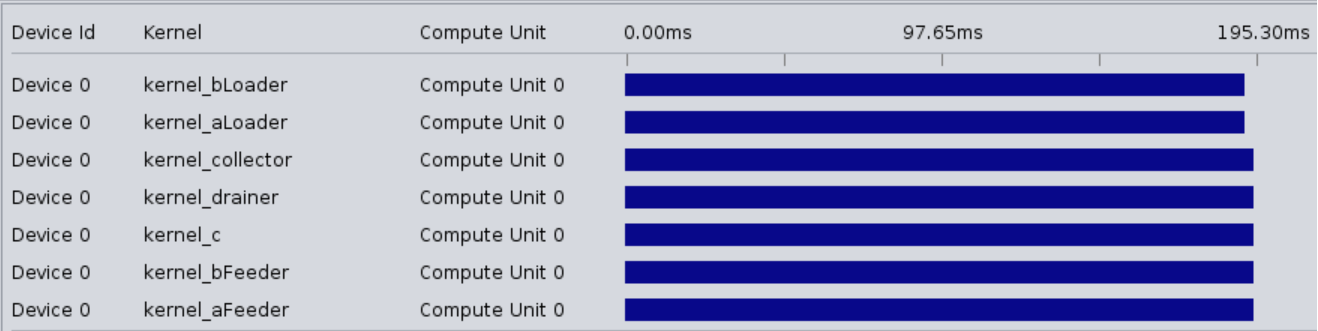 Device Id Kernel Compute Unit 0.00ms 97.65ms 195.30ms
Device 0 kernel_bLoader Compute Unit 0
Device 0 kernel_aLoader Compute Unit 0
Device 0 kernel_collector Compute Unit 0
Device 0 kernel_drainer Compute Unit 0
Device 0 kernel_c Compute Unit 0
Device 0 kernel_bFeeder Compute Unit 0
Device 0 kernel_aFeeder Compute Unit 0